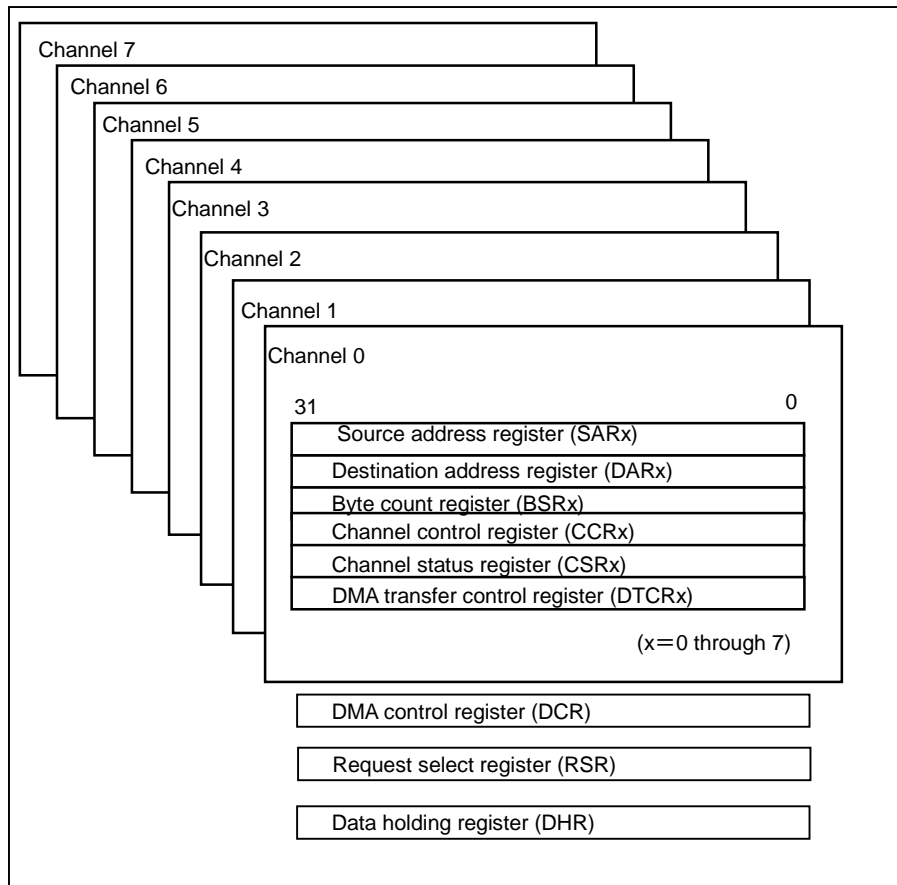 Channel 7
Channel 6
Channel 5
Channel 4
Channel 3
Channel 2
Channel 1
Channel 0
31 0
Source address register (SARx)
Destination address register (DARx)
Byte count register (BSRx)
Channel control register (CCRx)
Channel status register (CSRx)
DMA transfer control register (DTCRx)
(x＝0 through 7)
DMA control register (DCR)
Request select register (RSR)
Data holding register (DHR)